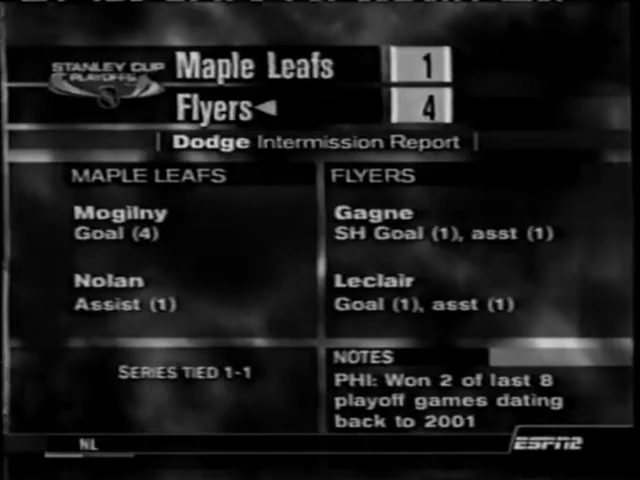 STANLEY CUP
PLAYOFFS
Maple Leafs 1
Flyers 4
Dodge Intermission Report
MAPLE LEAFS
Mogilny
Goal (4)
Nolan
Assist (1)
SERIES TIED 1-1
FLYERS
Gagne
SH Goal (1), asst (1)
Leclair
Goal (1), asst (1)
NOTES
PHI: Won 2 of last 8
playoff games dating
back to 2001
NL
ESPN2